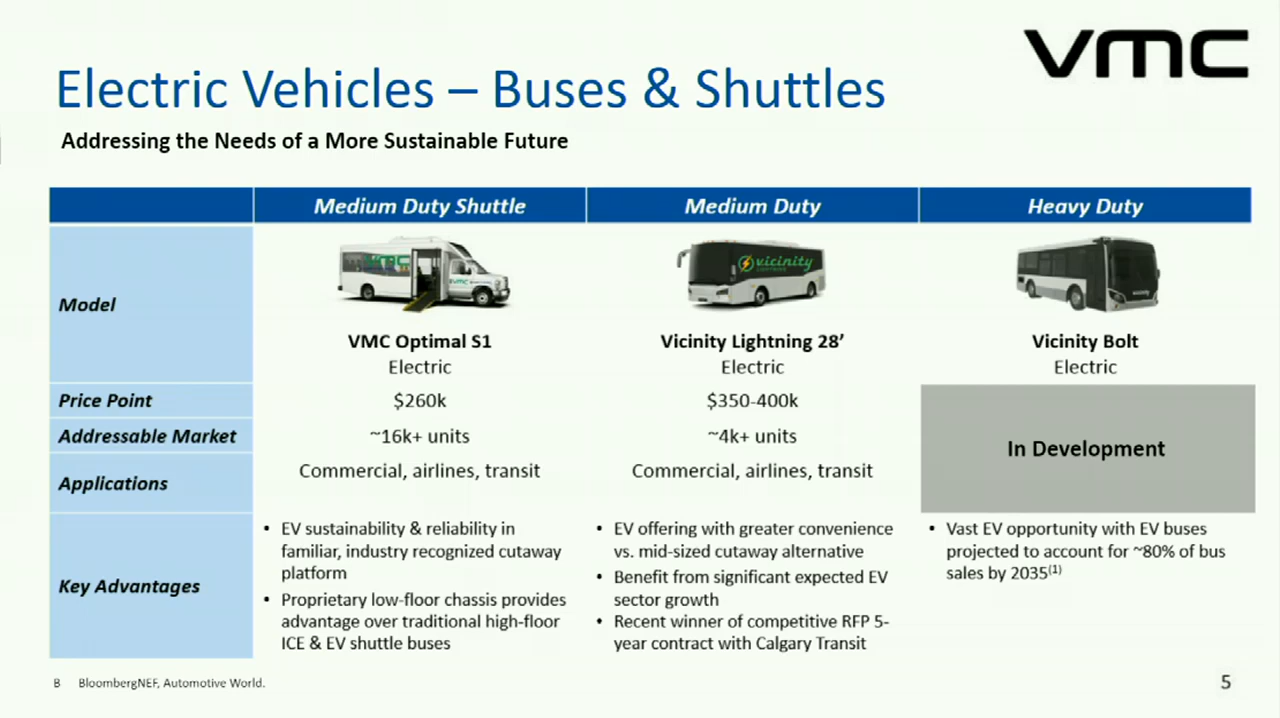 VMC
Electric Vehicles – Buses & Shuttles
Addressing the Needs of a More Sustainable Future
Medium Duty Shuttle
Medium Duty
Heavy Duty
Model
VMC
VMC
vicinity
LIGHTNING
VMC Optimal S1
Electric
Vicinity Lightning 28’
Electric
Vicinity Bolt
Electric
Price Point
$260k
$350-400k
Addressable Market
~16k+ units
~4k+ units
In Development
Applications
Commercial, airlines, transit
Commercial, airlines, transit
Key Advantages
• EV sustainability & reliability in
familiar, industry recognized cutaway
platform
• Proprietary low-floor chassis provides
advantage over traditional high-floor
ICE & EV shuttle buses
• EV offering with greater convenience
vs. mid-sized cutaway alternative
• Benefit from significant expected EV
sector growth
• Recent winner of competitive RFP 5-
year contract with Calgary Transit
• Vast EV opportunity with EV buses
projected to account for ~80% of bus
sales by 2035(1)
B BloombergNEF, Automotive World.
5